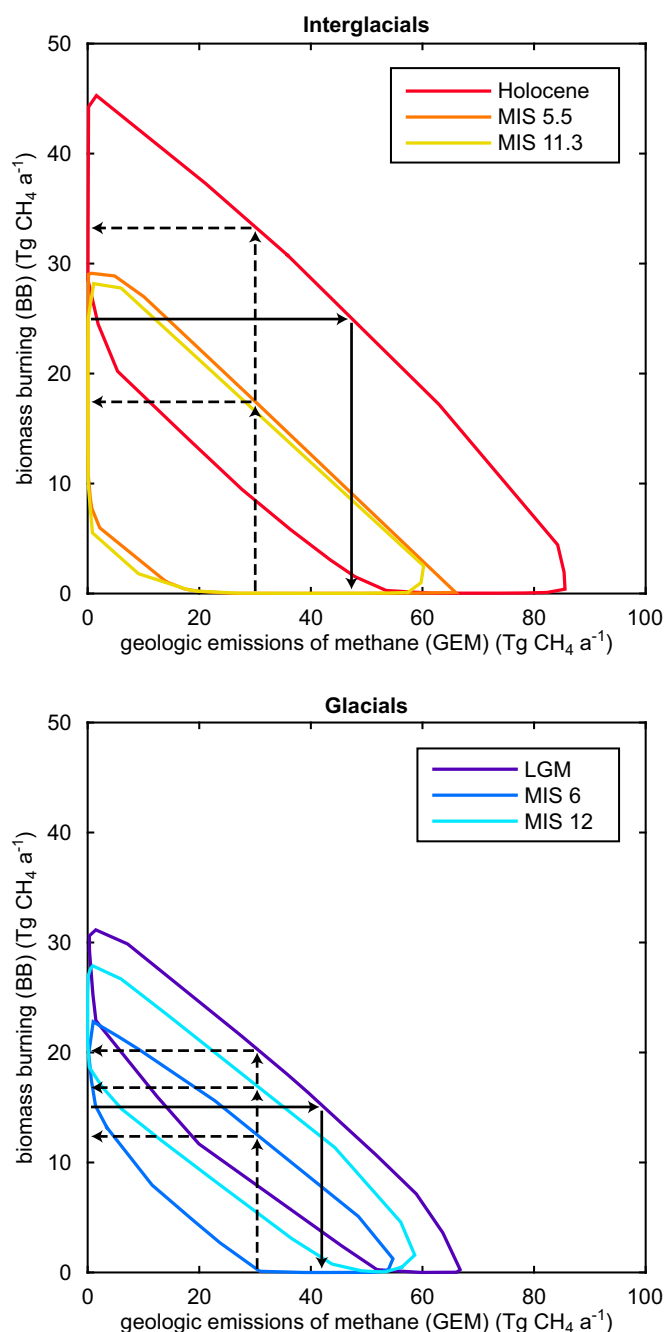 Interglacials
50
40
30
20
10
0
biomass burning (BB) (Tg CH4 a-1)
Holocene
MIS 5.5
MIS 11.3
0 20 40 60 80 100
geologic emissions of methane (GEM) (Tg CH4 a-1)
Glacials
50
40
30
20
10
0
biomass burning (BB) (Tg CH4 a-1)
LGM
MIS 6
MIS 12
0 20 40 60 80 100
geologic emissions of methane (GEM) (Tg CH4 a-1)